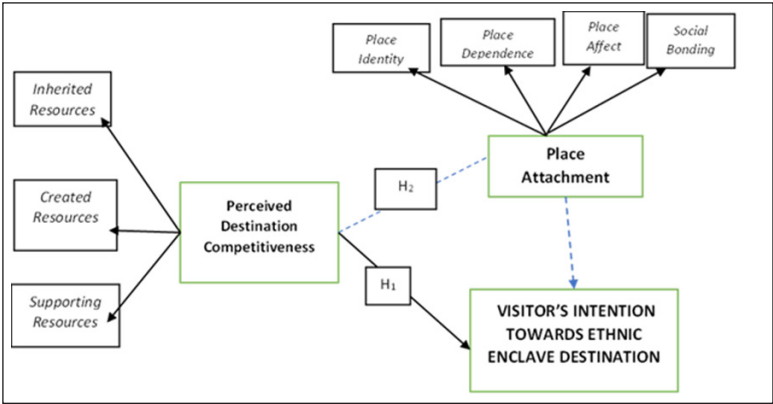 Place
Identity
Place
Dependence
Place
Affect
Social
Bonding
Inherited
Resources
Created
Resources
Supporting
Resources
Perceived
Destination
Competitiveness
H₂
H₁
Place
Attachment
VISITOR'S INTENTION
TOWARDS ETHNIC
ENCLAVE DESTINATION